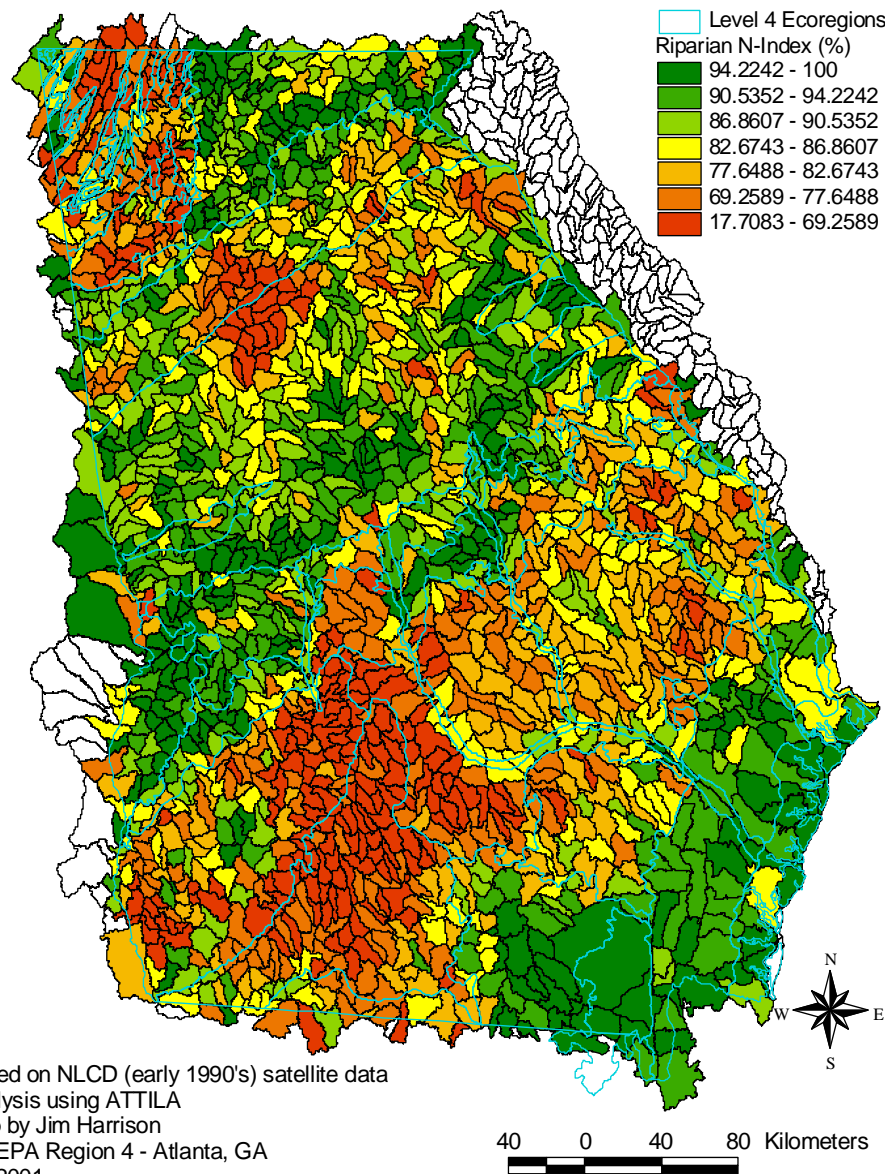 Level 4 Ecoregions
Riparian N-Index (%)
94.2242 - 100
90.5352 - 94.2242
86.8607 - 90.5352
82.6743 - 86.8607
77.6488 - 82.6743
69.2589 - 77.6488
17.7083 - 69.2589
N
W E
S
ed on NLCD (early 1990's) satellite data
lysis using ATTILA
by Jim Harrison
EPA Region 4 - Atlanta, GA
40 0 40 80 Kilometers